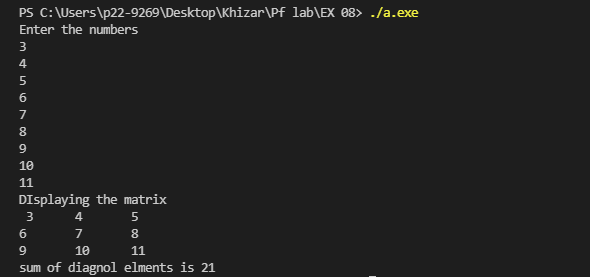 PS C:\Users\p22-9269\Desktop\Khizar\Pf lab\EX 08> ./a.exe
Enter the numbers
3
4
5
6
7
8
9
10
11
DIsplaying the matrix
 3      4       5
6       7       8
9       10      11
sum of diagnol elments is 21